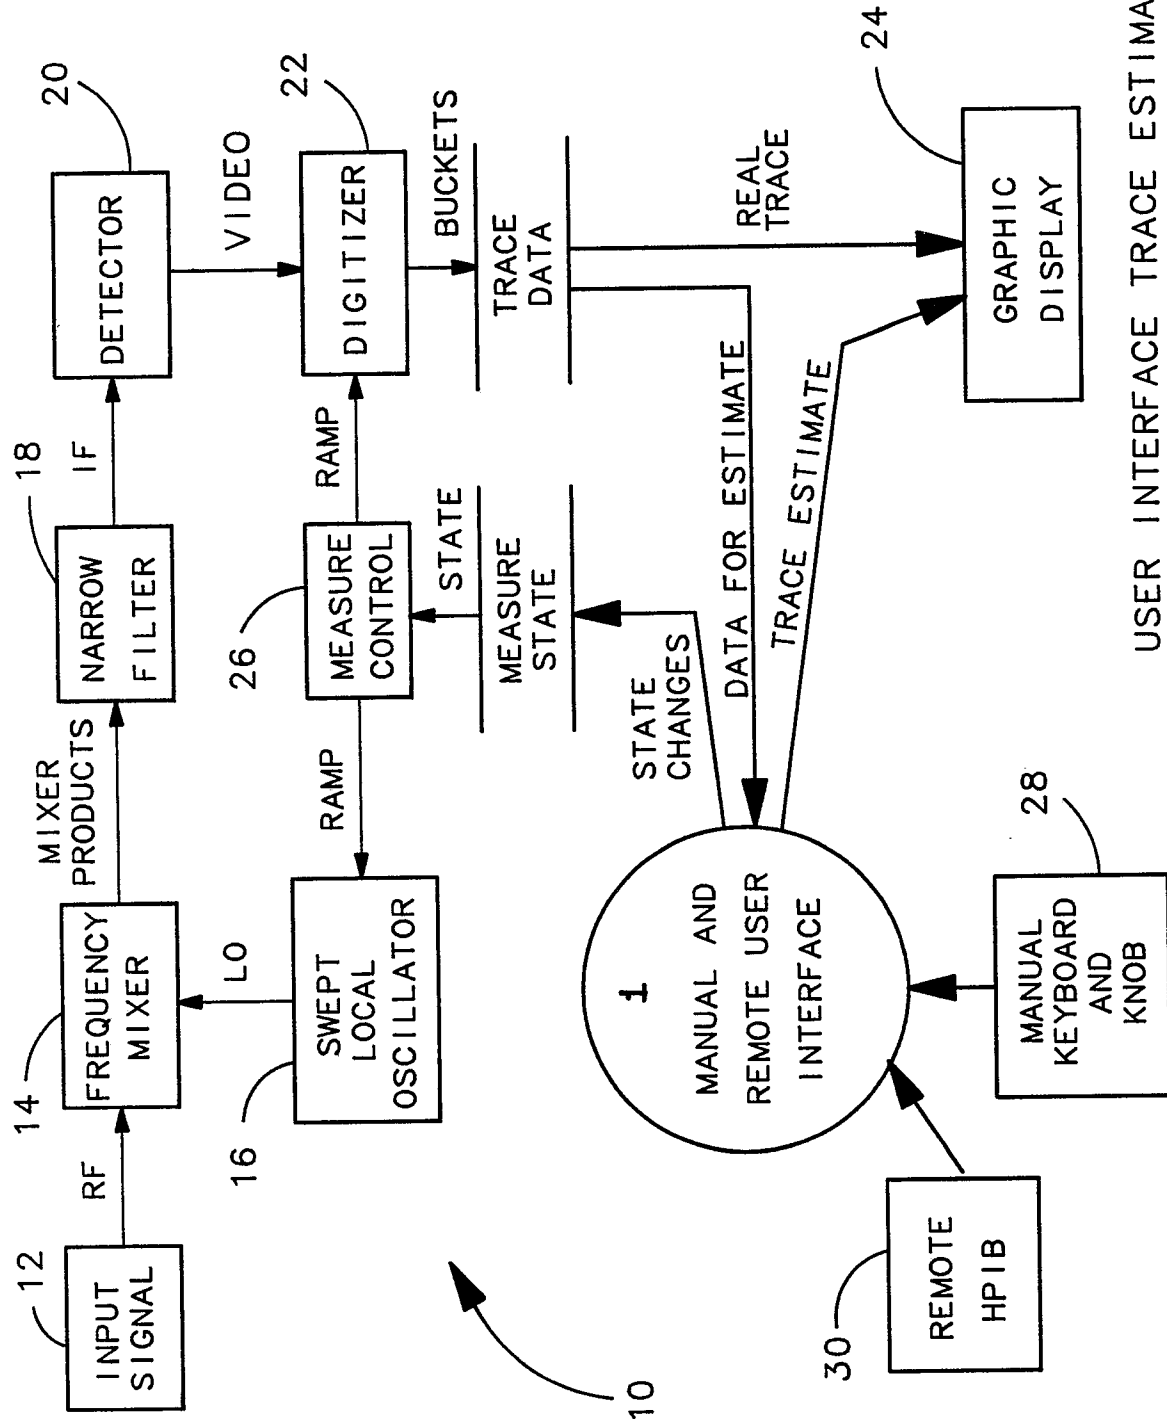 12
INPUT
SIGNAL
RF
14
FREQUENCY
MIXER
MIXER
PRODUCTS
18
NARROW
FILTER
IF
20
DETECTOR
LO
VIDEO
16
SWEPT
LOCAL
OSCILLATOR
RAMP
26
MEASURE
CONTROL
RAMP
22
DIGITIZER
STATE
BUCKETS
MEASURE
STATE
TRACE
DATA
10
STATE
CHANGES
1
MANUAL AND
REMOTE USER
INTERFACE
DATA FOR ESTIMATE
TRACE ESTIMATE
REAL
TRACE
24
GRAPHIC
DISPLAY
30
REMOTE
HPIB
28
MANUAL
KEYBOARD
AND
KNOB
USER INTERFACE TRACE ESTIMA